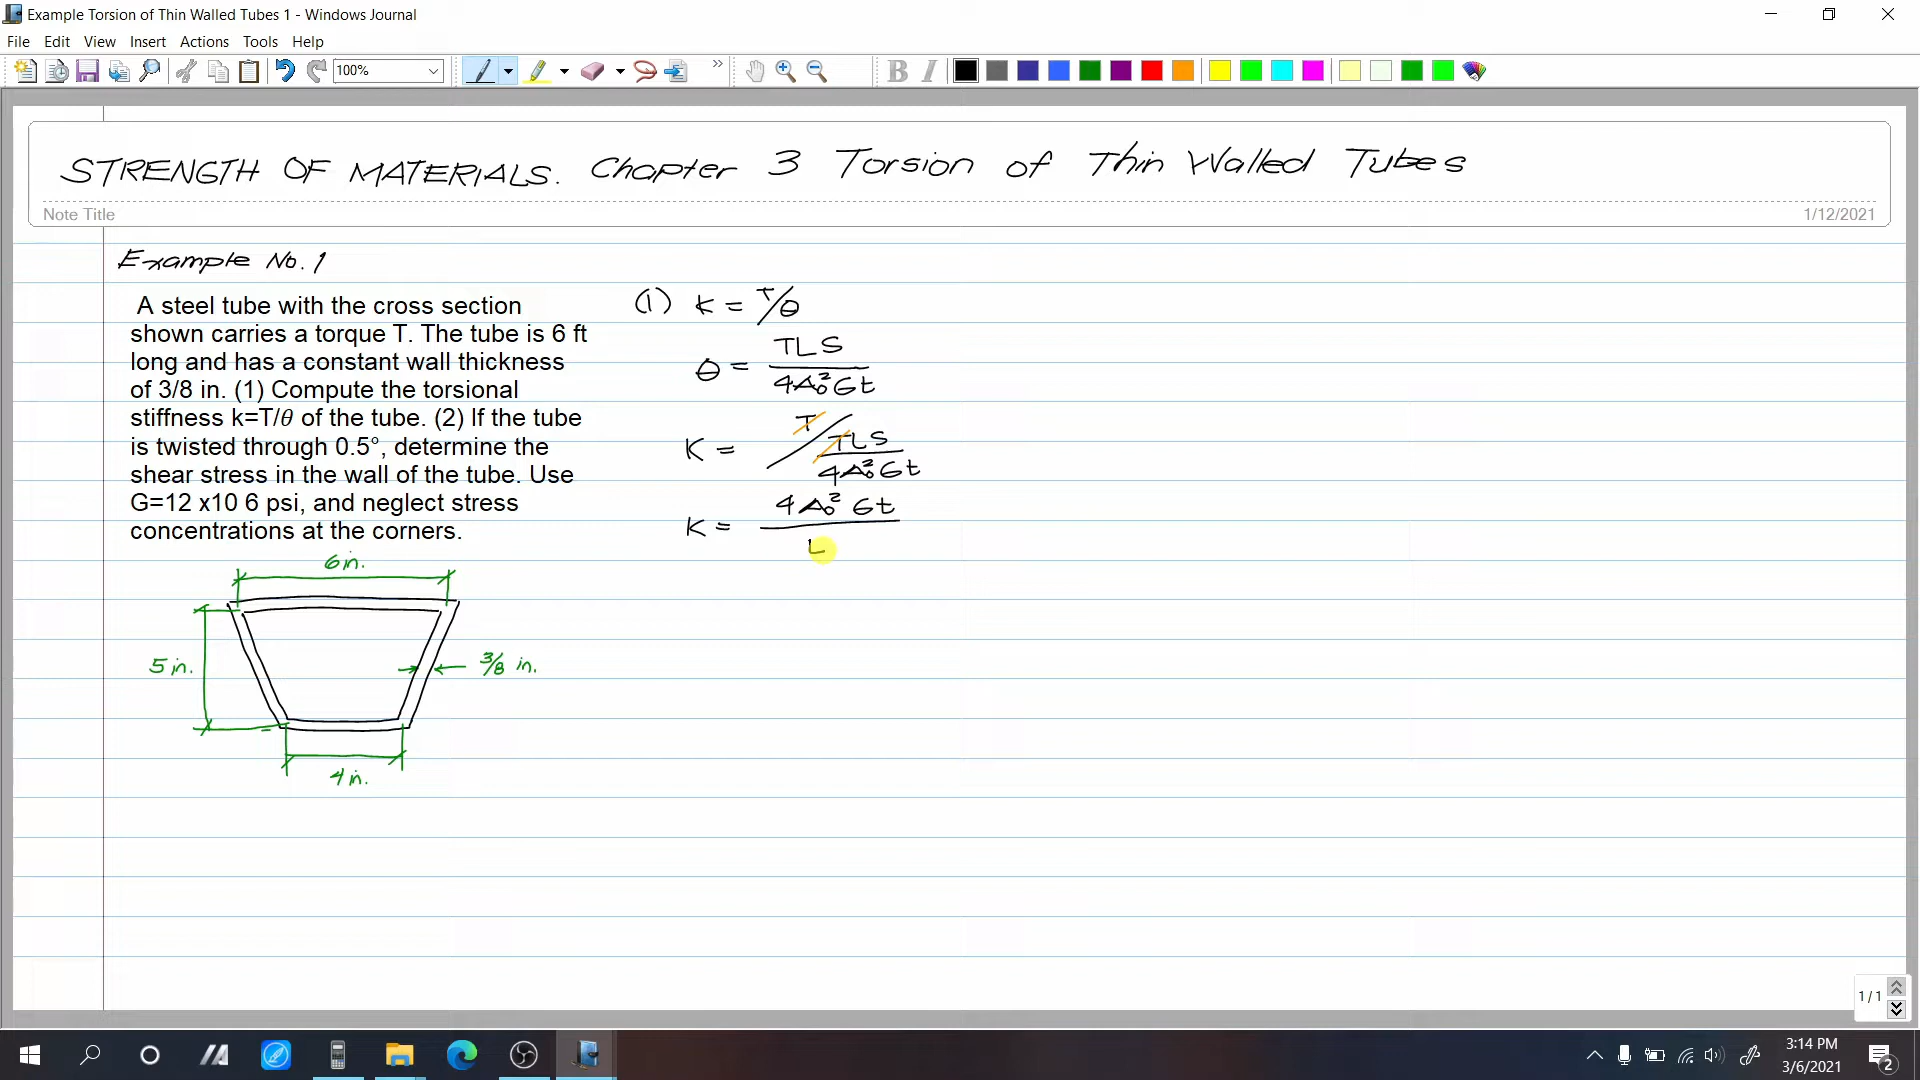 Example Torsion of Thin Walled Tubes 1 - Windows Journal
File Edit View Insert Actions Tools Help
100%
STRENGTH OF MATERIALS. Chapter 3 Torsion of Thin Walled Tubes
Note Title 1/12/2021
Example No. 1
A steel tube with the cross section
shown carries a torque T. The tube is 6 ft
long and has a constant wall thickness
of 3/8 in. (1) Compute the torsional
stiffness k=T/θ of the tube. (2) If the tube
is twisted through 0.5°, determine the
shear stress in the wall of the tube. Use
G=12 x10 6 psi, and neglect stress
concentrations at the corners.
6 in.
5 in.
3/8 in.
4 in.
(1) K = T/θ
θ = TLS / 4A₀²Gt
K = T / TLS / 4A₀²Gt
K = 4A₀² Gt / L
1 / 1
3:14 PM
3/6/2021
2